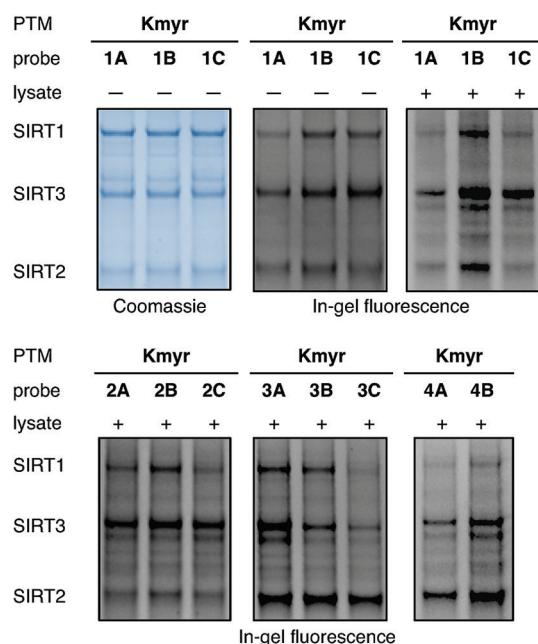 PTM Kmyr Kmyr Kmyr
probe 1A 1B 1C 1A 1B 1C 1A 1B 1C
lysate – – – – – – + + +
SIRT1
SIRT3
SIRT2
Coomassie In-gel fluorescence
PTM Kmyr Kmyr Kmyr
probe 2A 2B 2C 3A 3B 3C 4A 4B
lysate + + + + + + + +
SIRT1
SIRT3
SIRT2
In-gel fluorescence